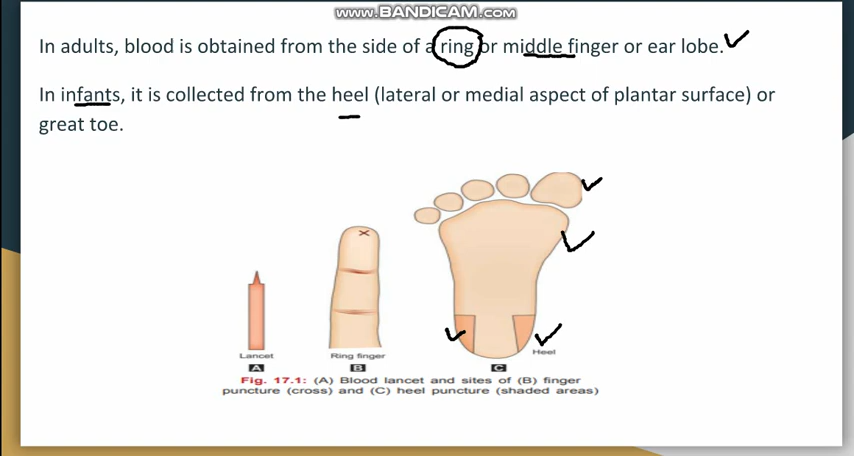 www.BANDICAM.com
In adults, blood is obtained from the side of a ring or middle finger or ear lobe.
In infants, it is collected from the heel (lateral or medial aspect of plantar surface) or
great toe.
Lancet
Ring finger
Heel
A
B
C
Fig. 17.1: (A) Blood lancet and sites of (B) finger
puncture (cross) and (C) heel puncture (shaded areas)